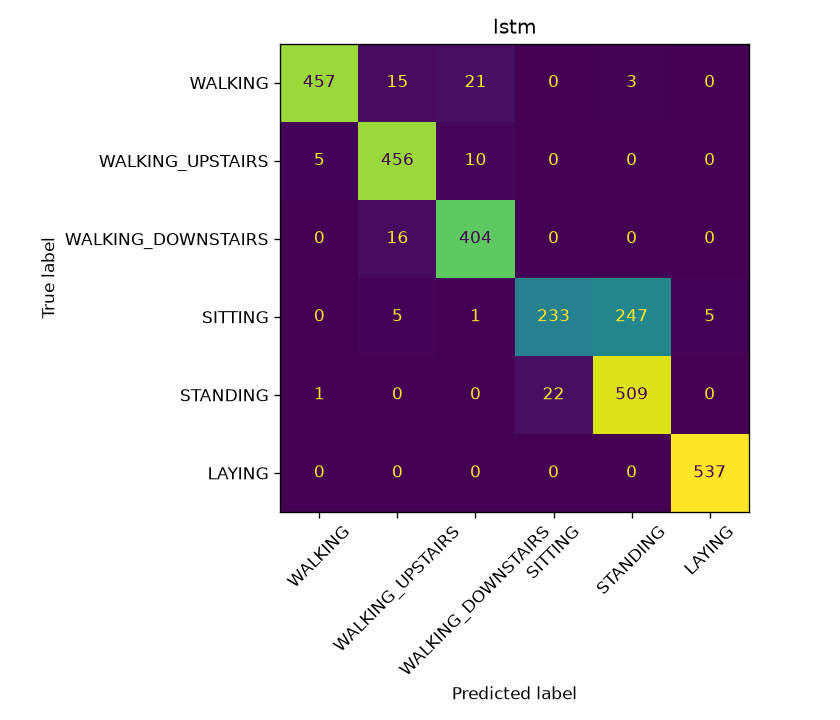 lstm
WALKING 457 15 21 0 3 0
WALKING_UPSTAIRS 5 456 10 0 0 0
WALKING_DOWNSTAIRS 0 16 404 0 0 0
SITTING 0 5 1 233 247 5
STANDING 1 0 0 22 509 0
LAYING 0 0 0 0 0 537
True label
WALKING
WALKING_UPSTAIRS
WALKING_DOWNSTAIRS
SITTING
STANDING
LAYING
Predicted label